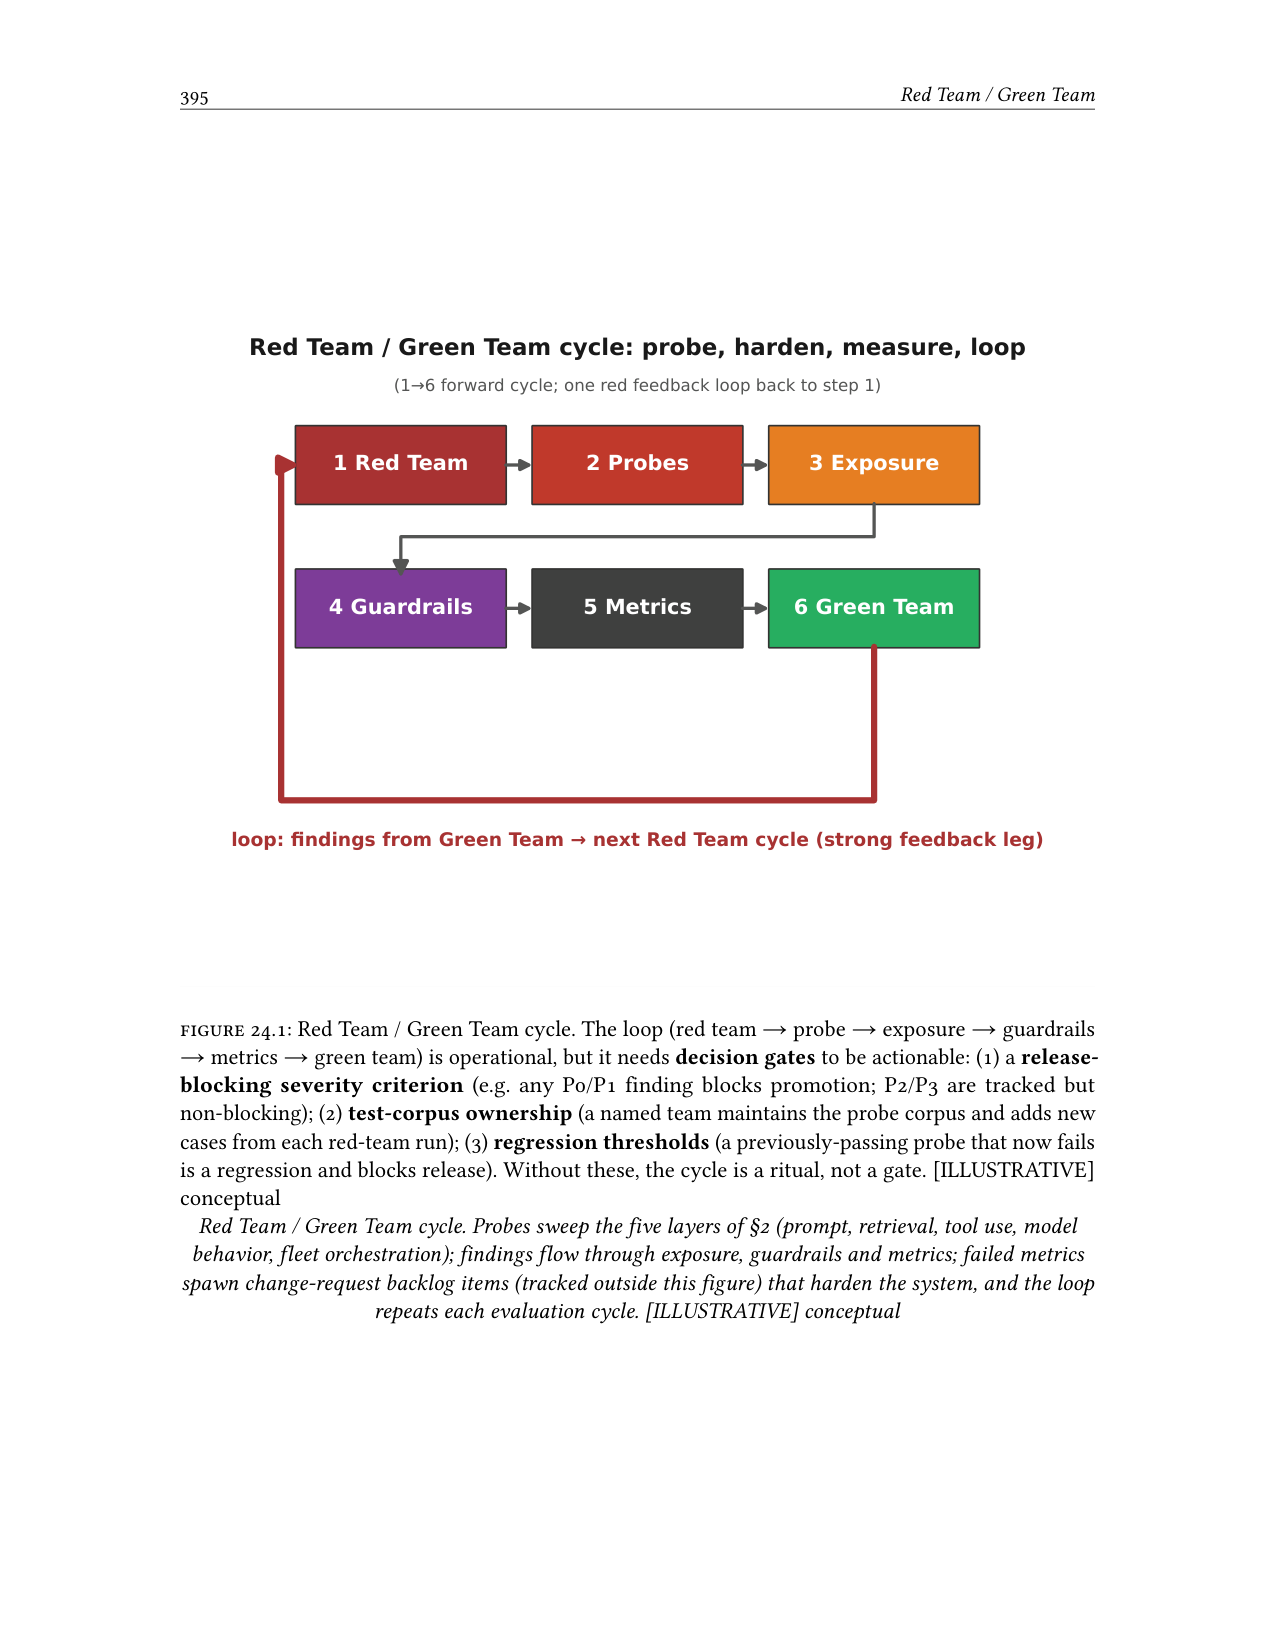 395
Red Team / Green Team
Red Team / Green Team cycle: probe, harden, measure, loop
(1→6 forward cycle; one red feedback loop back to step 1)
1 Red Team
2 Probes
3 Exposure
4 Guardrails
5 Metrics
6 Green Team
loop: findings from Green Team → next Red Team cycle (strong feedback leg)
FIGURE 24.1: Red Team / Green Team cycle. The loop (red team → probe → exposure → guardrails
→ metrics → green team) is operational, but it needs decision gates to be actionable: (1) a release-
blocking severity criterion (e.g. any P0/P1 finding blocks promotion; P2/P3 are tracked but
non-blocking); (2) test-corpus ownership (a named team maintains the probe corpus and adds new
cases from each red-team run); (3) regression thresholds (a previously-passing probe that now fails
is a regression and blocks release). Without these, the cycle is a ritual, not a gate. [ILLUSTRATIVE]
conceptual
Red Team / Green Team cycle. Probes sweep the five layers of §2 (prompt, retrieval, tool use, model
behavior, fleet orchestration); findings flow through exposure, guardrails and metrics; failed metrics
spawn change-request backlog items (tracked outside this figure) that harden the system, and the loop
repeats each evaluation cycle. [ILLUSTRATIVE] conceptual